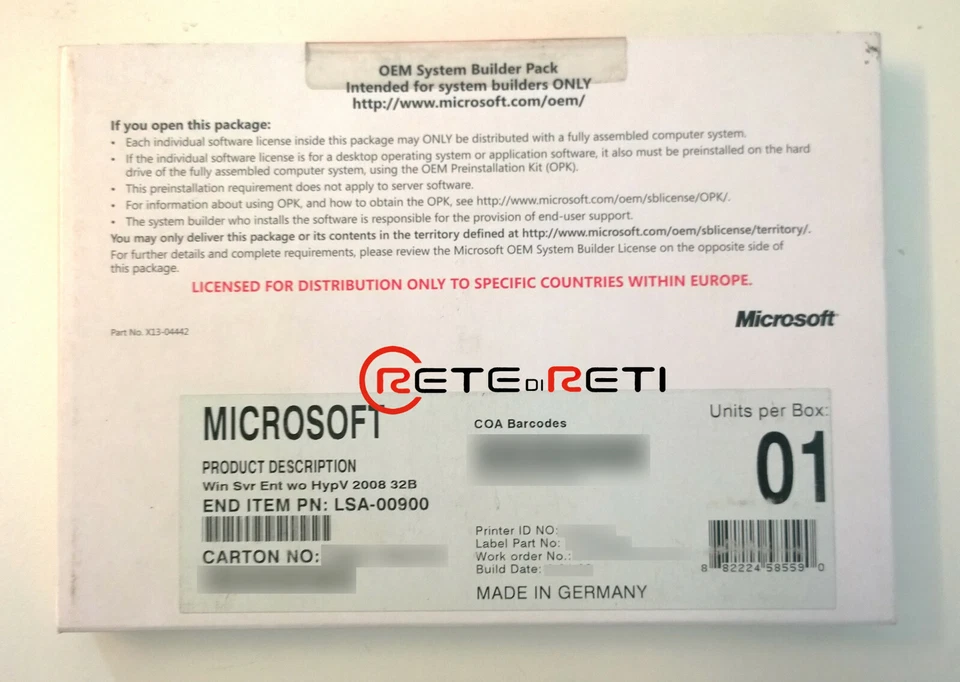 OEM System Builder Pack
Intended for system builders ONLY
http://www.microsoft.com/oem/
If you open this package:
• Each individual software license inside this package may ONLY be distributed with a fully assembled computer system.
• If the individual software license is for a desktop operating system or application software, it also must be preinstalled on the hard
drive of the fully assembled computer system, using the OEM Preinstallation Kit (OPK).
• This preinstallation requirement does not apply to server software.
• For information about using OPK, and how to obtain the OPK, see http://www.microsoft.com/oem/sblicense/OPK/.
• The system builder who installs the software is responsible for the provision of end-user support.
You may only deliver this package or its contents in the territory defined at http://www.microsoft.com/oem/sblicense/territory/.
For further details and complete requirements, please review the Microsoft OEM System Builder License on the opposite side of
this package.
LICENSED FOR DISTRIBUTION ONLY TO SPECIFIC COUNTRIES WITHIN EUROPE.
Part No. X13-04442
Microsoft
RETE DI RETI
MICROSOFT
PRODUCT DESCRIPTION
Win Svr Ent wo HypV 2008 32B
END ITEM PN: LSA-00900
CARTON NO:
COA Barcodes
Printer ID NO:
Label Part No:
Work order No.:
Build Date:
MADE IN GERMANY
Units per Box:
01
8 82224 58559 0